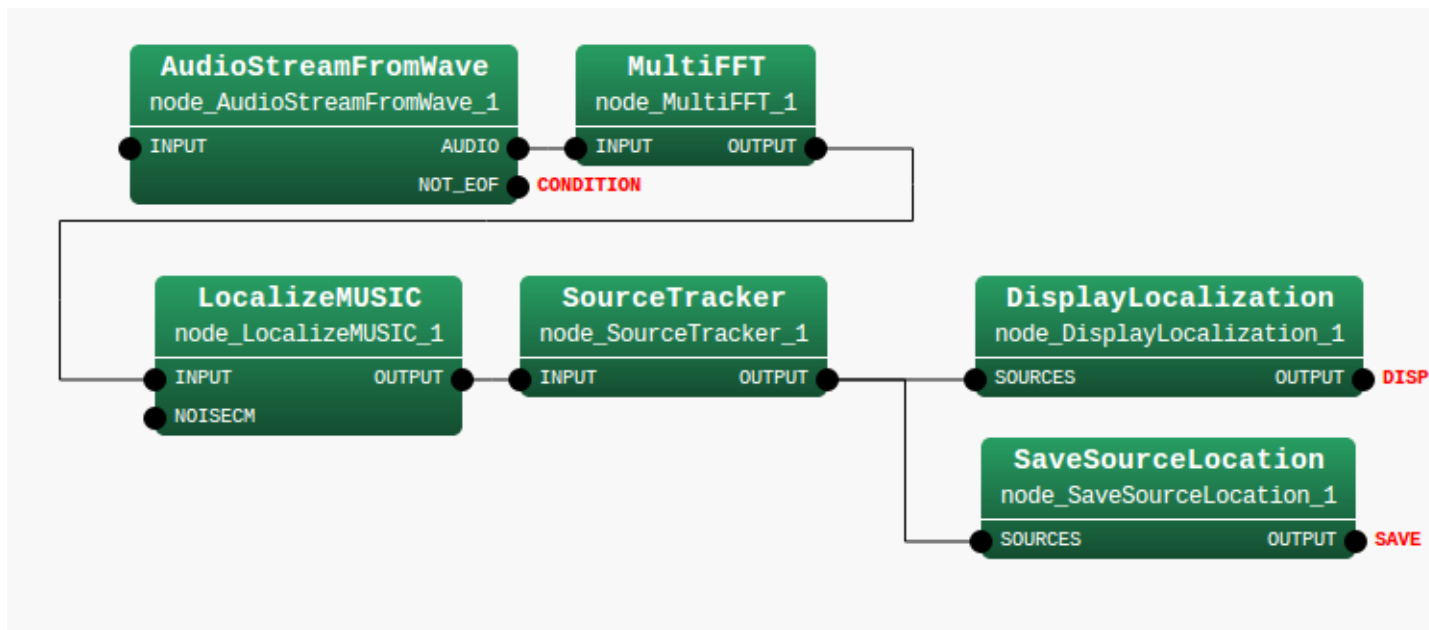 AudioStreamFromWave
node_AudioStreamFromWave_1
INPUT AUDIO
NOT_EOF CONDITION
MultiFFT
node_MultiFFT_1
INPUT OUTPUT
LocalizeMUSIC
node_LocalizeMUSIC_1
INPUT OUTPUT
NOISECM
SourceTracker
node_SourceTracker_1
INPUT OUTPUT
DisplayLocalization
node_DisplayLocalization_1
SOURCES OUTPUT DISP
SaveSourceLocation
node_SaveSourceLocation_1
SOURCES OUTPUT SAVE